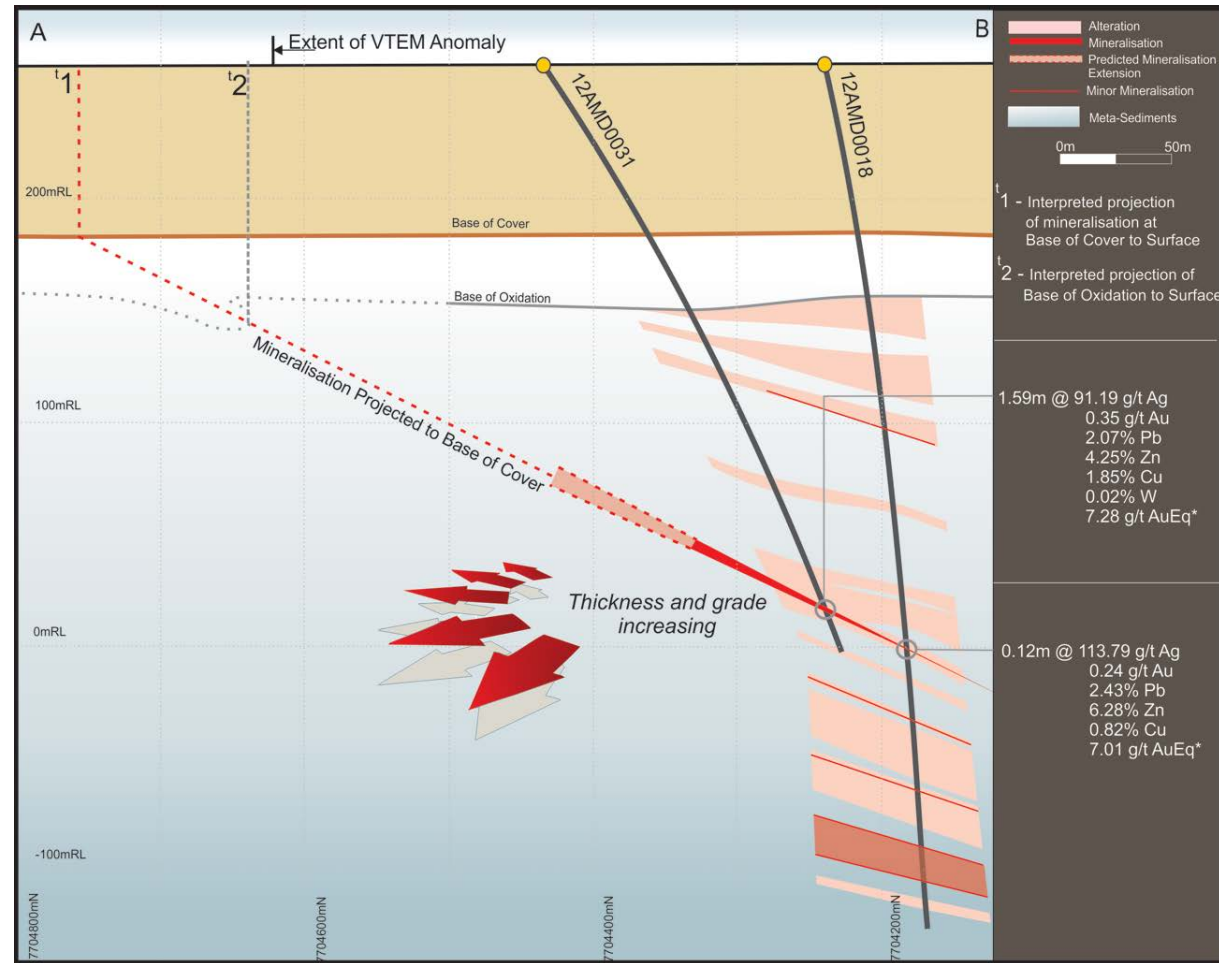 A
Extent of VTEM Anomaly
B
t1
t2
12AMD0031
12AMD0018
200mRL
Base of Cover
Base of Oxidation
Mineralisation Projected to Base of Cover
100mRL
Thickness and grade
increasing
0mRL
-100mRL
7704800mN
7704600mN
7704400mN
7704200mN
Alteration
Mineralisation
Predicted Mineralisation
Extension
Minor Mineralisation
Meta-Sediments
0m 50m
t1 - Interpreted projection
of mineralisation at
Base of Cover to Surface
t2 - Interpreted projection of
Base of Oxidation to Surface
1.59m @ 91.19 g/t Ag
0.35 g/t Au
2.07% Pb
4.25% Zn
1.85% Cu
0.02% W
7.28 g/t AuEq*
0.12m @ 113.79 g/t Ag
0.24 g/t Au
2.43% Pb
6.28% Zn
0.82% Cu
7.01 g/t AuEq*